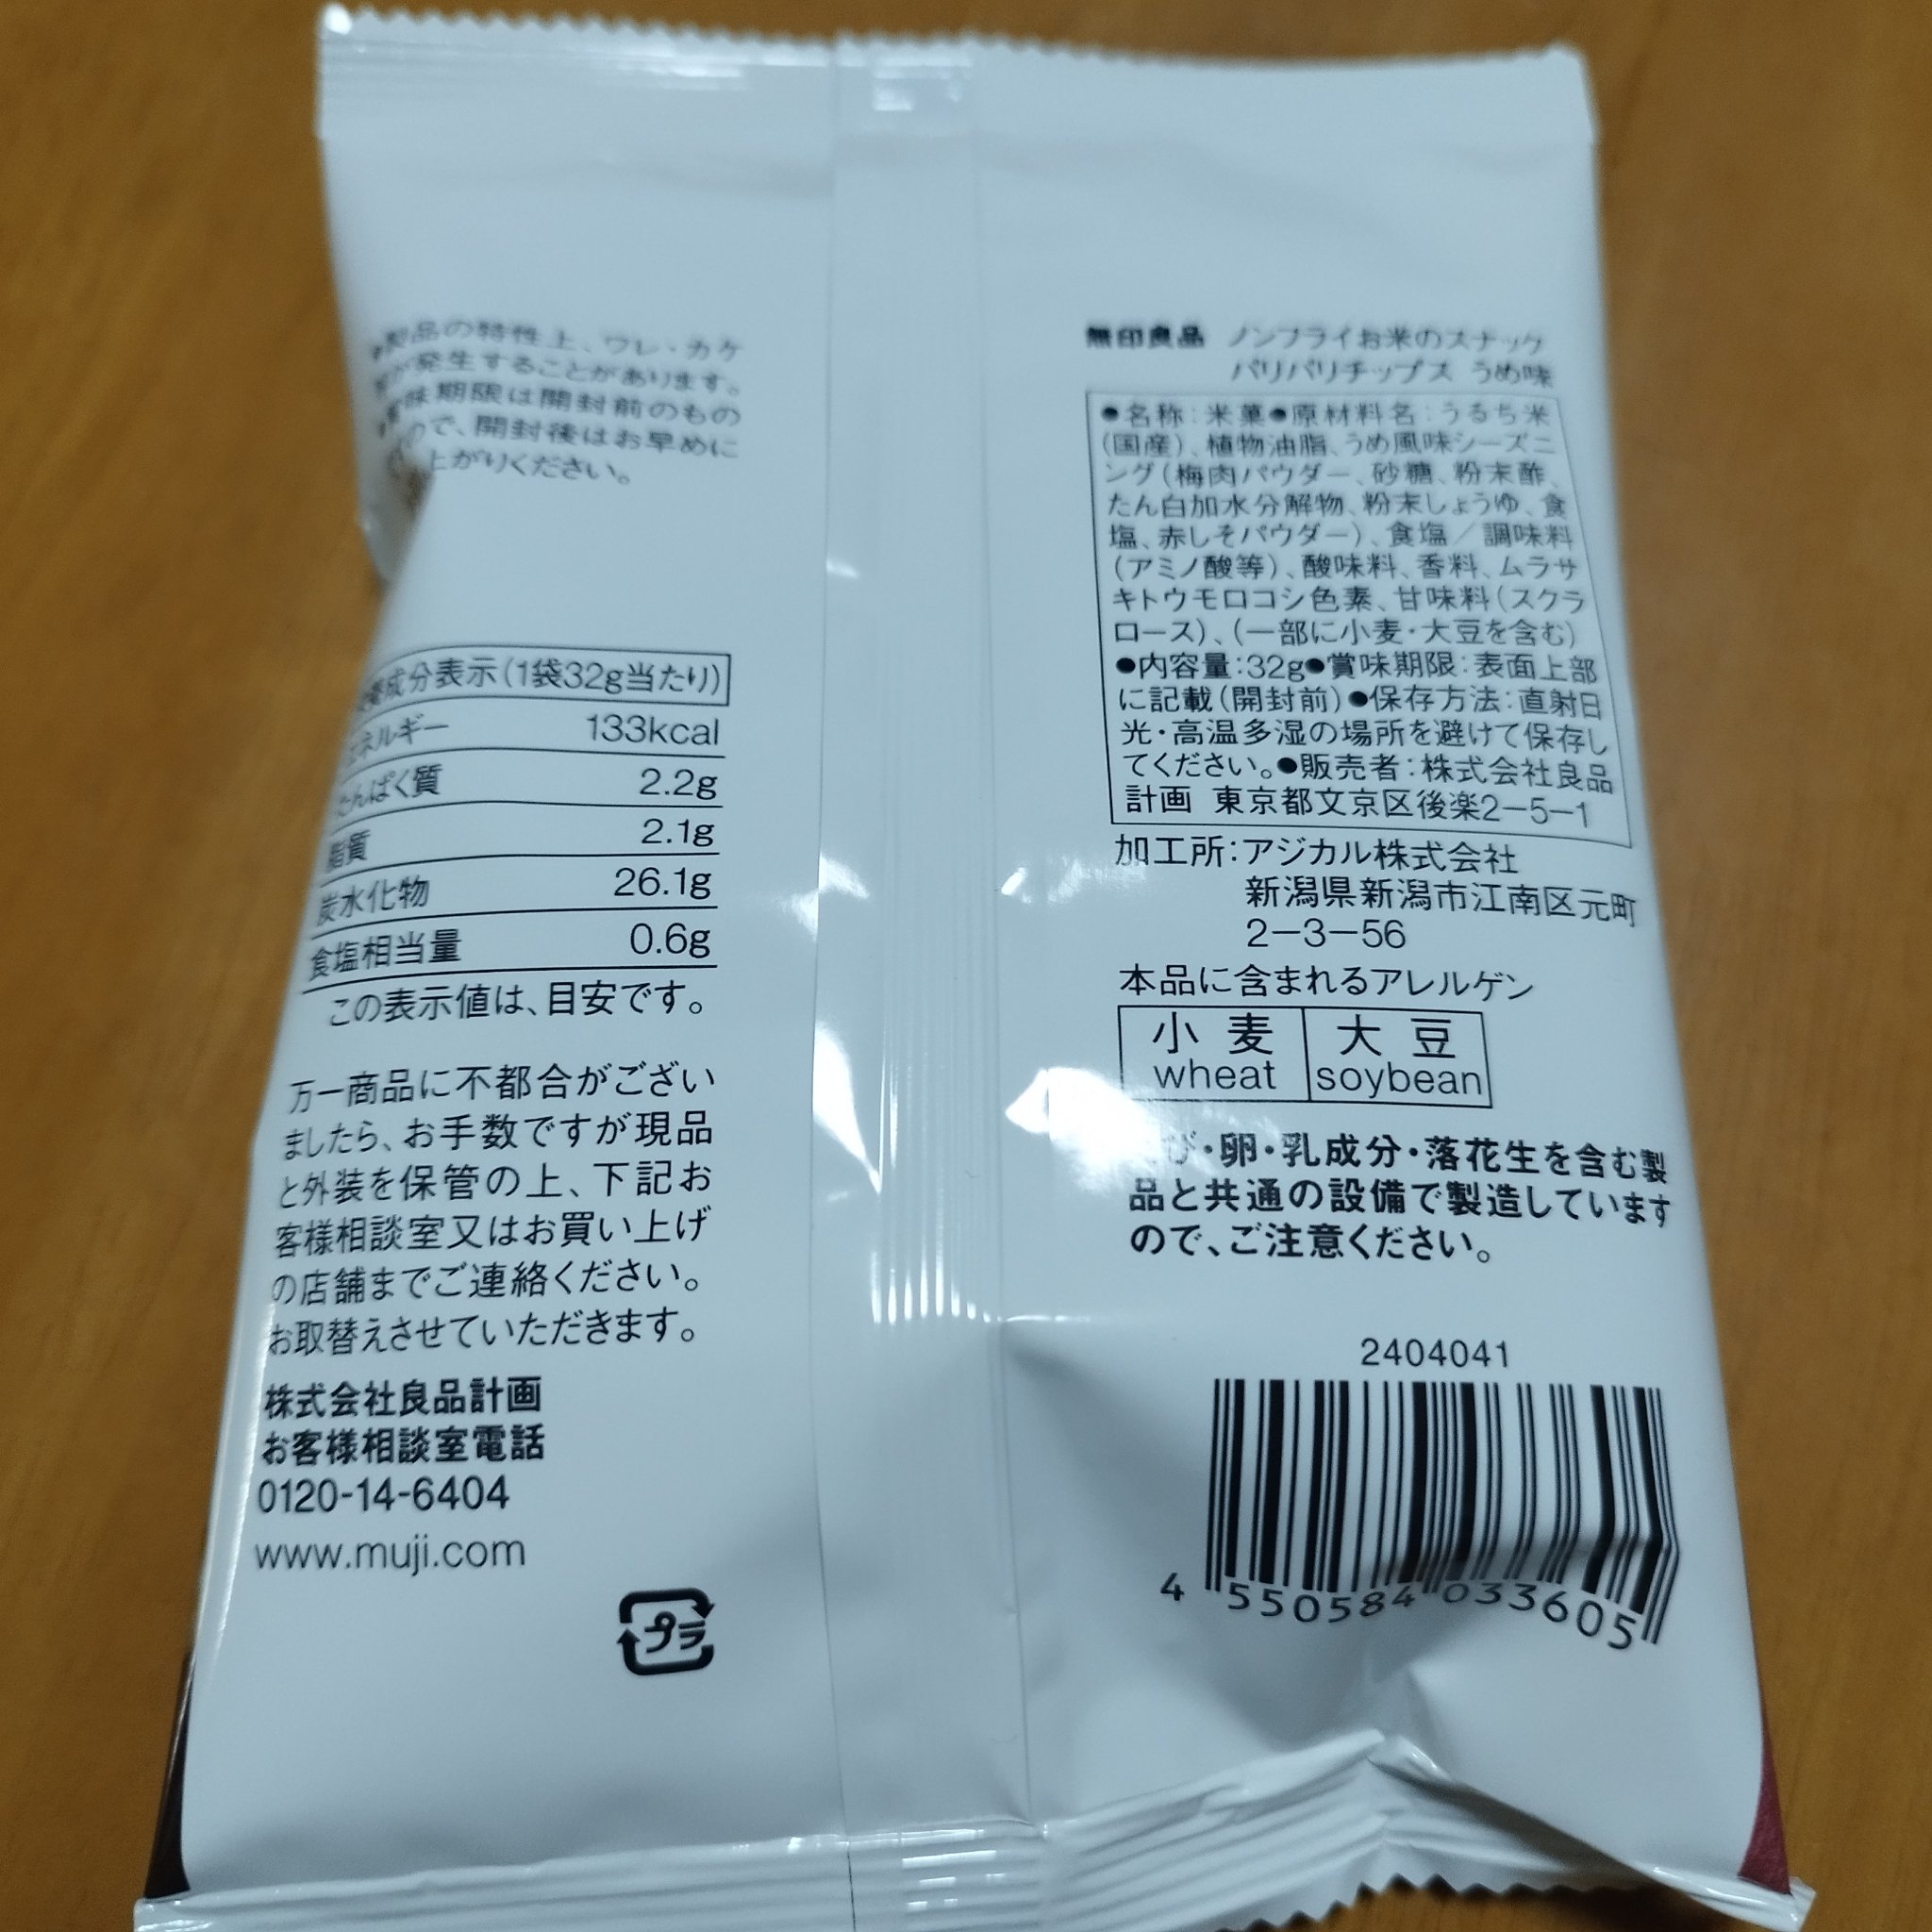 製品の特性上、ワレ・カケ
が発生することがあります。
味期限は開封前のもの
ので、開封後はお早めに
上がりください。
養成分表示(1袋32g当たり)
エネルギー 133kcal
たんぱく質 2.2g
脂質 2.1g
炭水化物 26.1g
食塩相当量 0.6g
この表示値は、目安です。
万一商品に不都合がござい
ましたら、お手数ですが現品
と外装を保管の上、下記お
客様相談室又はお買い上げ
の店舗までご連絡ください。
お取替えさせていただきます。
株式会社良品計画
お客様相談室電話
0120-14-6404
www.muji.com
プラ
無印良品 ノンフライお米のスナック
パリパリチップス うめ味
●名称:米菓●原材料名:うるち米
(国産)、植物油脂、うめ風味シーズニ
ング(梅肉パウダー、砂糖、粉末酢、
たん白加水分解物、粉末しょうゆ、食
塩、赤しそパウダー)、食塩/調味料
(アミノ酸等)、酸味料、香料、ムラサ
キトウモロコシ色素、甘味料(スクラ
ロース)、(一部に小麦・大豆を含む)
●内容量:32g●賞味期限:表面上部
に記載(開封前)●保存方法:直射日
光・高温多湿の場所を避けて保存し
てください。●販売者:株式会社良品
計画 東京都文京区後楽2-5-1
加工所:アジカル株式会社
新潟県新潟市江南区元町
2-3-56
本品に含まれるアレルゲン
小麦 大豆
wheat soybean
び・卵・乳成分・落花生を含む製
品と共通の設備で製造しています
ので、ご注意ください。
2404041
4 550584 033605